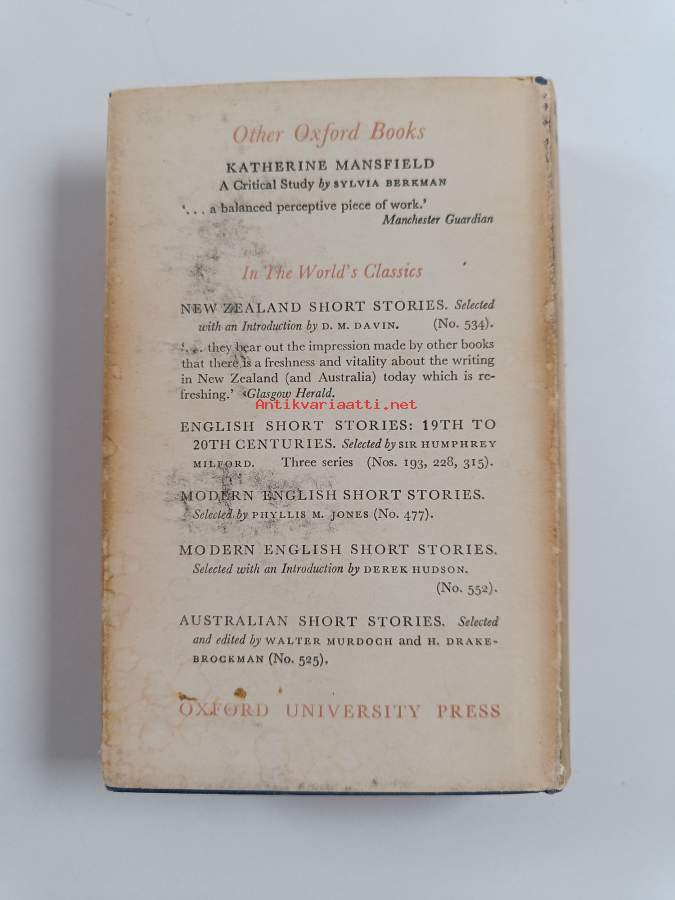 Other Oxford Books
KATHERINE MANSFIELD
A Critical Study by SYLVIA BERKMAN
‘. . . a balanced perceptive piece of work.’
Manchester Guardian
In The World's Classics
NEW ZEALAND SHORT STORIES. Selected
with an Introduction by D. M. DAVIN. (No. 534).
‘. . . they bear out the impression made by other books
that there is a freshness and vitality about the writing
in New Zealand (and Australia) today which is re-
freshing.’ Glasgow Herald.
Antikvariaatti.net
ENGLISH SHORT STORIES: 19TH TO
20TH CENTURIES. Selected by SIR HUMPHREY
MILFORD. Three series (Nos. 193, 228, 315).
MODERN ENGLISH SHORT STORIES.
Selected by PHYLLIS M. JONES (No. 477).
MODERN ENGLISH SHORT STORIES.
Selected with an Introduction by DEREK HUDSON.
(No. 552).
AUSTRALIAN SHORT STORIES. Selected
and edited by WALTER MURDOCH and H. DRAKE-
BROCKMAN (No. 525).
OXFORD UNIVERSITY PRESS